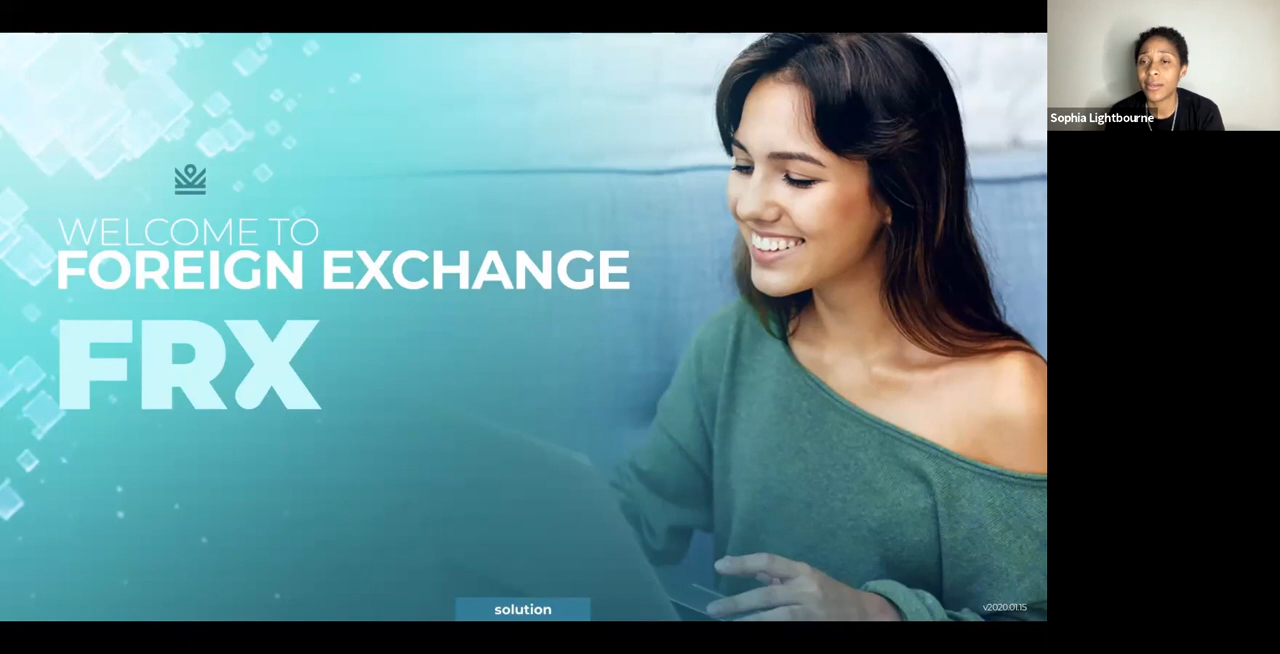 WELCOME TO
FOREIGN EXCHANGE
FRX
solution
v2020.01.15
Sophia Lightbourne